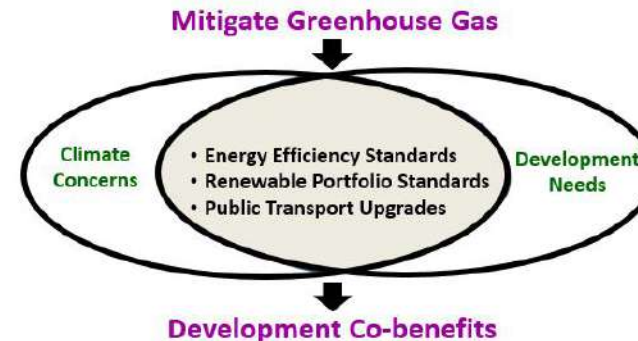 Mitigate Greenhouse Gas
Climate
Concerns
• Energy Efficiency Standards
• Renewable Portfolio Standards
• Public Transport Upgrades
Development
Needs
Development Co-benefits